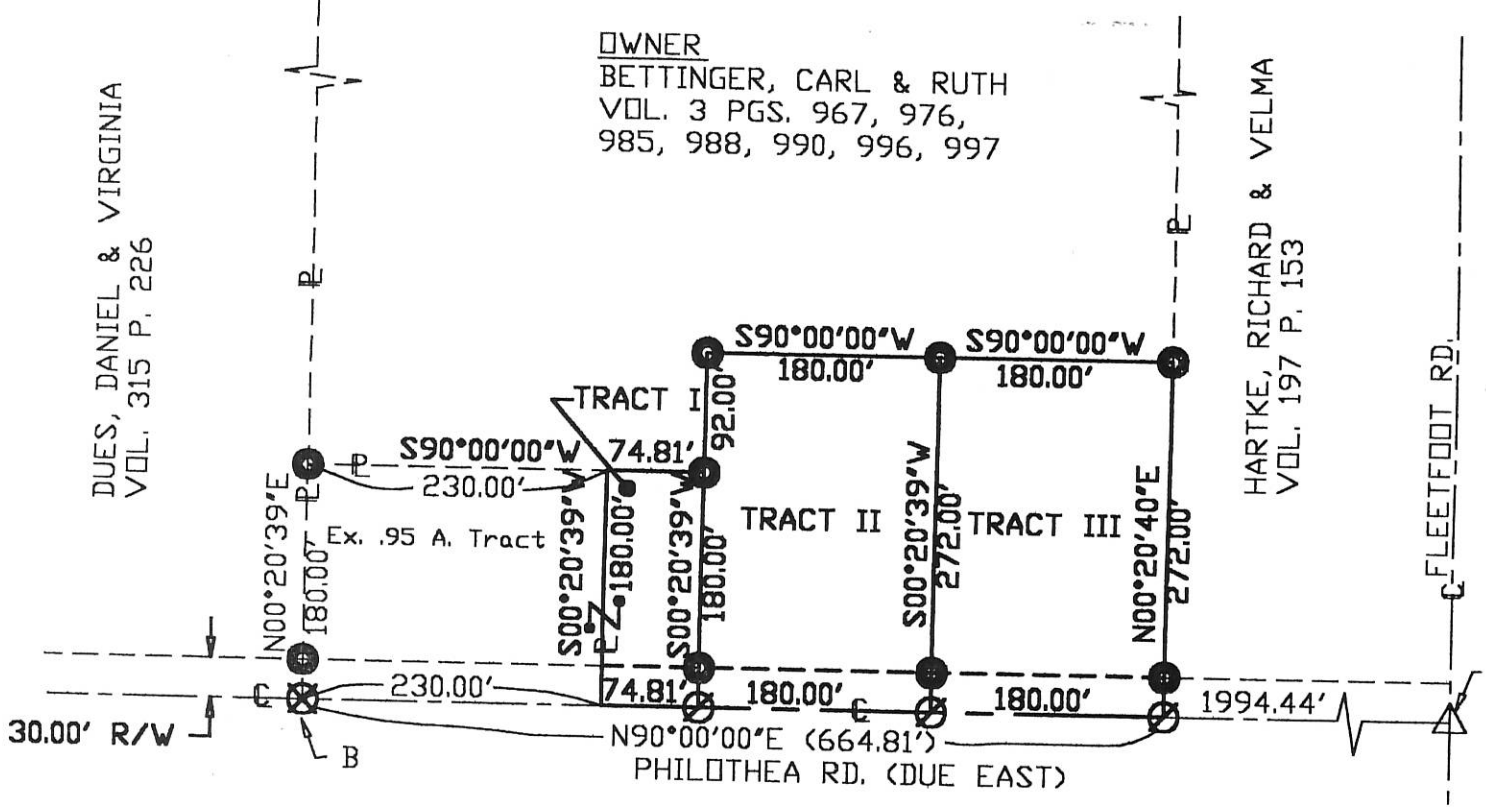 OWNER
BETTINGER, CARL & RUTH
VOL. 3 PGS. 967, 976,
985, 988, 990, 996, 997
DUES, DANIEL & VIRGINIA
VOL. 315 P. 226
HARTKE, RICHARD & VELMA
VOL. 197 P. 153
℄ FLEETFOOT RD.
PL
PL
S90°00'00"W
180.00'
S90°00'00"W
180.00'
TRACT I
92.00'
PL
S90°00'00"W
74.81'
230.00'
PL
N00°20'39"E
180.00'
Ex. .95 A. Tract
S00°20'39"W
180.00'
PL
S00°20'39"W
180.00'
TRACT II
S00°20'39"W
272.00'
TRACT III
N00°20'40"E
272.00'
℄
230.00'
74.81'
180.00'
℄
180.00'
1994.44'
30.00' R/W
B
N90°00'00"E (664.81')
PHILOTHEA RD. (DUE EAST)